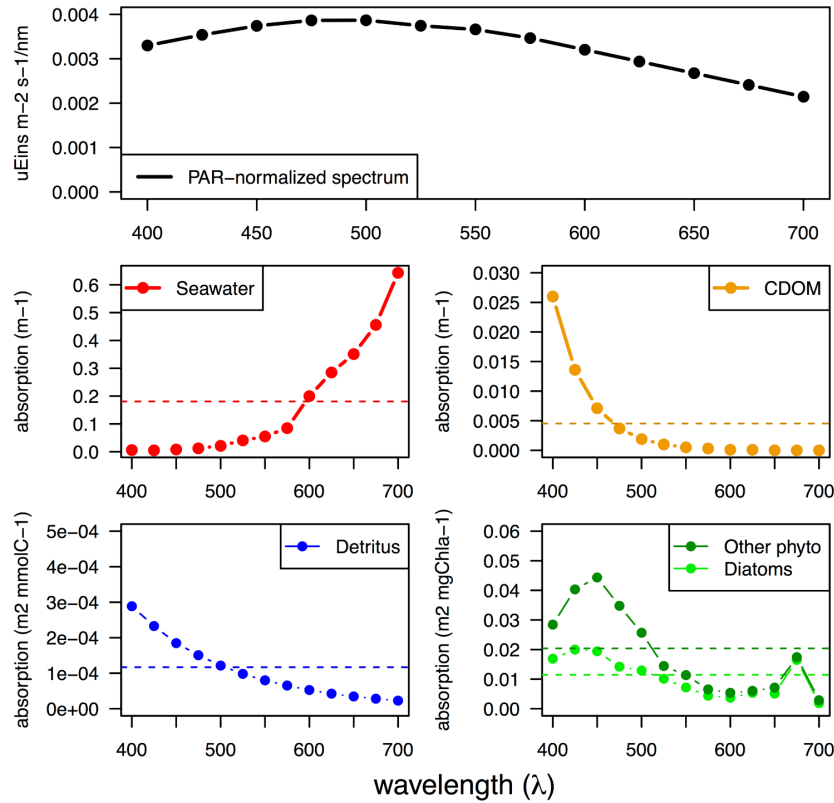 uEins m−2 s−1/nm
0.004
0.003
0.002
0.001
0.000
PAR−normalized spectrum
400 450 500 550 600 650 700
absorption (m−1)
0.6
0.5
0.4
0.3
0.2
0.1
0.0
Seawater
400 500 600 700
absorption (m−1)
0.030
0.025
0.020
0.015
0.010
0.005
0.000
CDOM
400 500 600 700
absorption (m2 mmolC−1)
5e−04
4e−04
3e−04
2e−04
1e−04
0e+00
Detritus
400 500 600 700
absorption (m2 mgChla−1)
0.06
0.05
0.04
0.03
0.02
0.01
0.00
Other phyto
Diatoms
400 500 600 700
wavelength (λ)